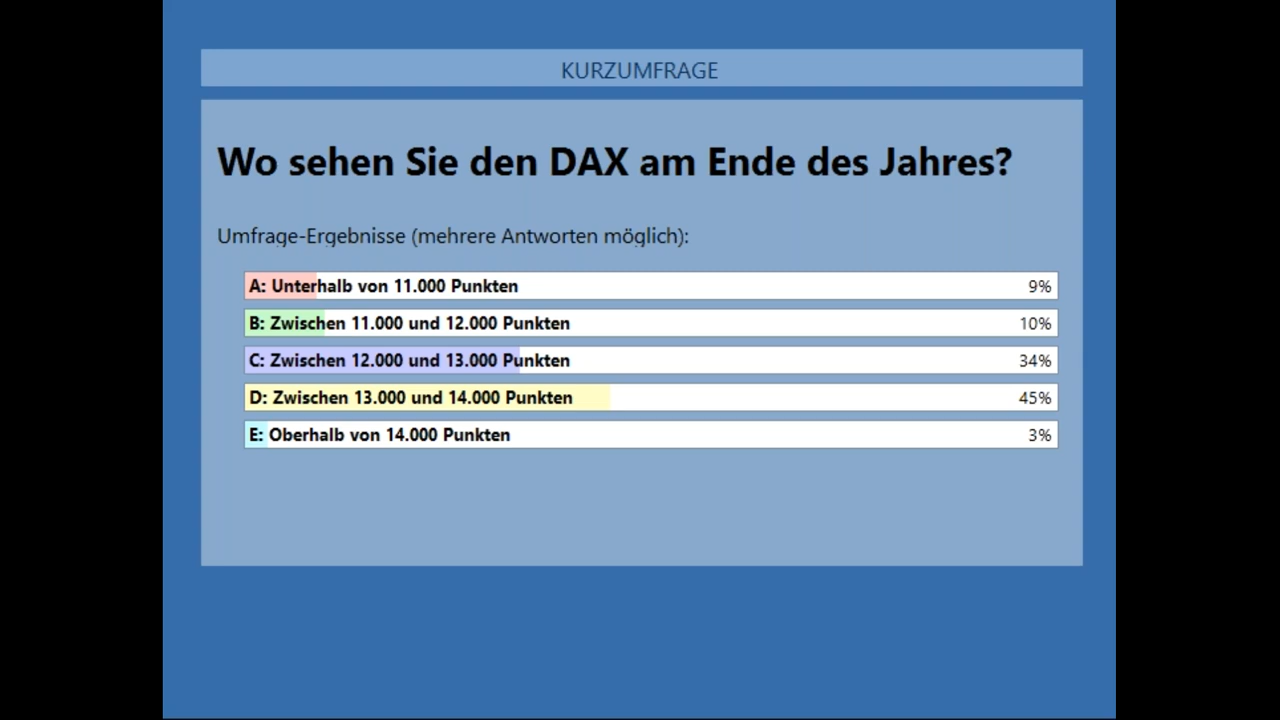 KURZUMFRAGE
Wo sehen Sie den DAX am Ende des Jahres?
Umfrage-Ergebnisse (mehrere Antworten möglich):
A: Unterhalb von 11.000 Punkten 9%
B: Zwischen 11.000 und 12.000 Punkten 10%
C: Zwischen 12.000 und 13.000 Punkten 34%
D: Zwischen 13.000 und 14.000 Punkten 45%
E: Oberhalb von 14.000 Punkten 3%